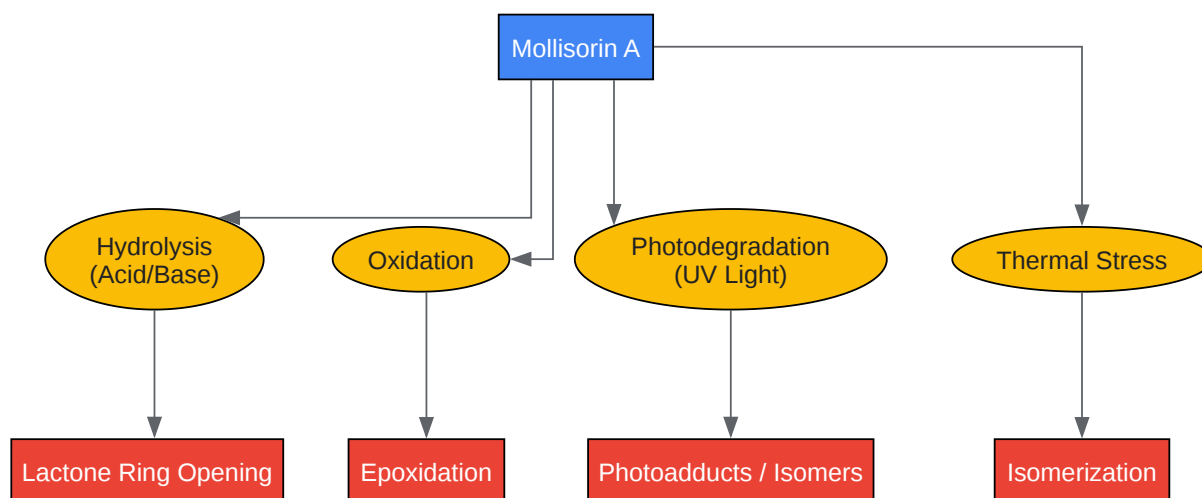 Mollisorin A
Hydrolysis
(Acid/Base)
Oxidation
Photodegradation
(UV Light)
Thermal Stress
Lactone Ring Opening
Epoxidation
Photoadducts / Isomers
Isomerization